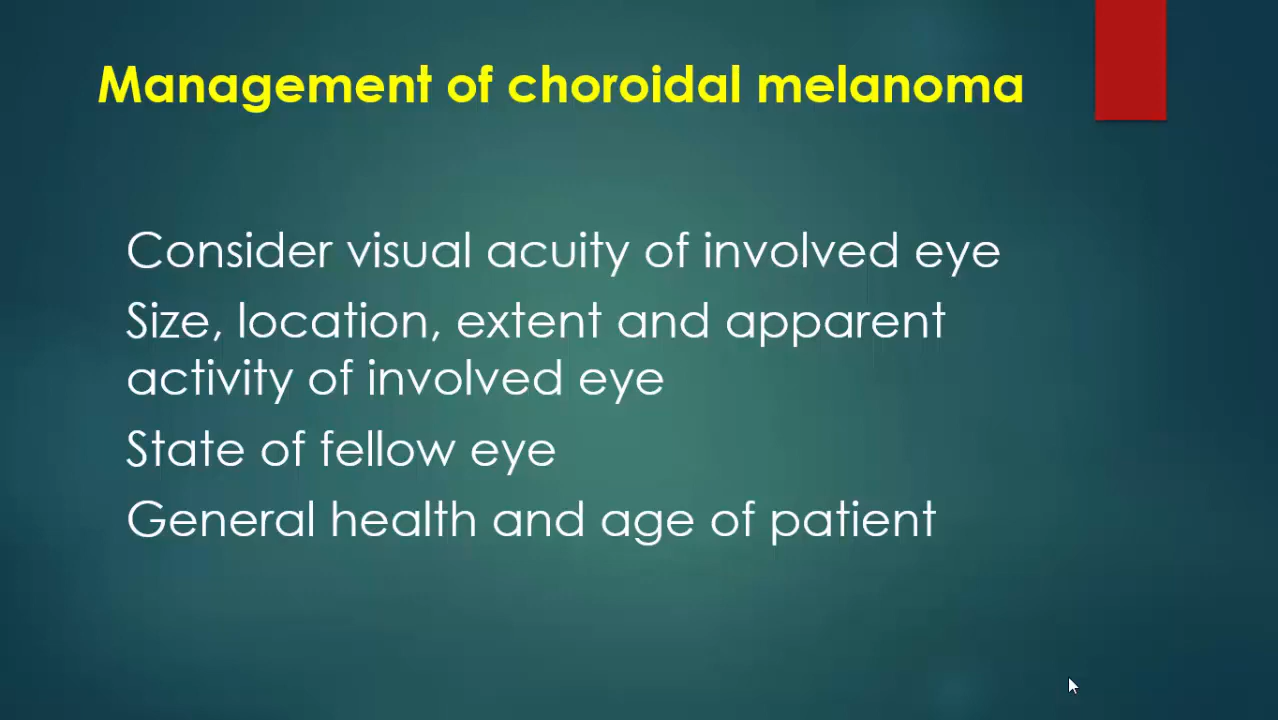 Management of choroidal melanoma
Consider visual acuity of involved eye
Size, location, extent and apparent
activity of involved eye
State of fellow eye
General health and age of patient